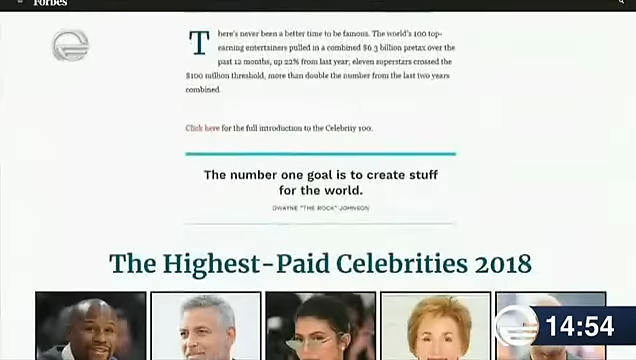 Forbes
There's never been a better time to be famous. The world's 100 top-
earning entertainers pulled in a combined $6.3 billion pretax over the
past 12 months, up 22% from last year; eleven superstars crossed the
$100 million threshold, more than double the number from the last two years
combined.
Click here for the full introduction to the Celebrity 100.
The number one goal is to create stuff
for the world.
DWAYNE "THE ROCK" JOHNSON
The Highest-Paid Celebrities 2018
14:54